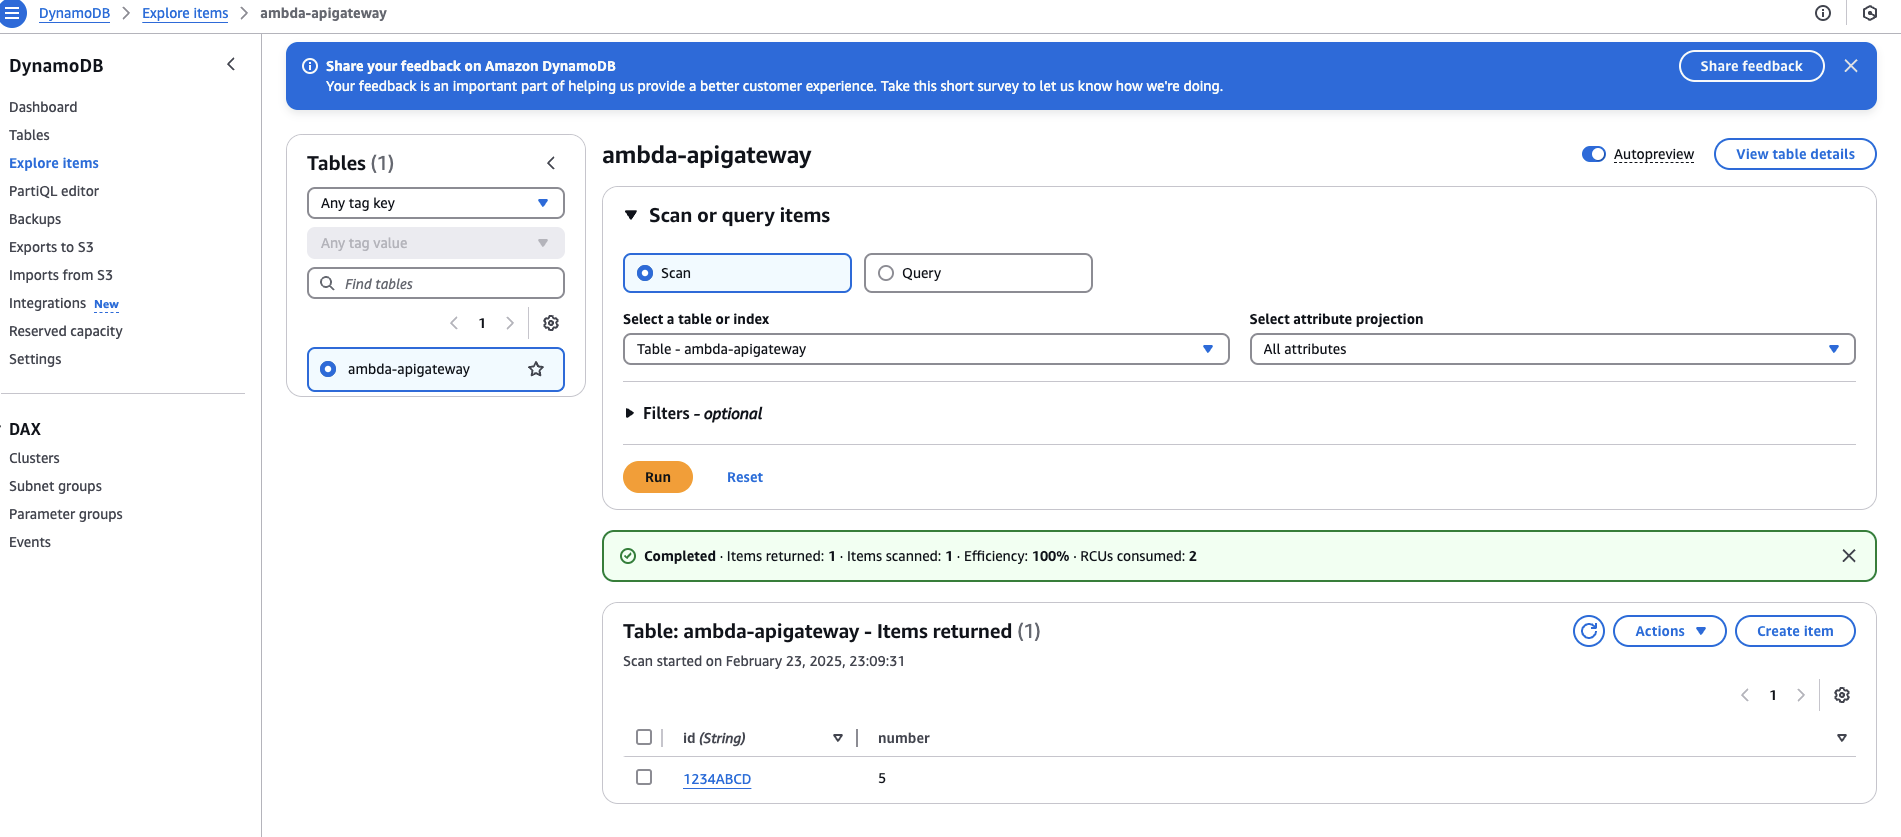 DynamoDB > Explore items > ambda-apigateway
DynamoDB
Dashboard
Tables
Explore items
PartiQL editor
Backups
Exports to S3
Imports from S3
Integrations New
Reserved capacity
Settings
DAX
Clusters
Subnet groups
Parameter groups
Events
Share your feedback on Amazon DynamoDB
Your feedback is an important part of helping us provide a better customer experience. Take this short survey to let us know how we're doing.
Share feedback
Tables (1)
Any tag key
Any tag value
Find tables
1
ambda-apigateway
ambda-apigateway
Autopreview
View table details
Scan or query items
Scan
Query
Select a table or index
Table - ambda-apigateway
Select attribute projection
All attributes
Filters - optional
Run
Reset
Completed · Items returned: 1 · Items scanned: 1 · Efficiency: 100% · RCUs consumed: 2
Table: ambda-apigateway - Items returned (1)
Scan started on February 23, 2025, 23:09:31
Actions
Create item
1
id (String)
number
1234ABCD
5